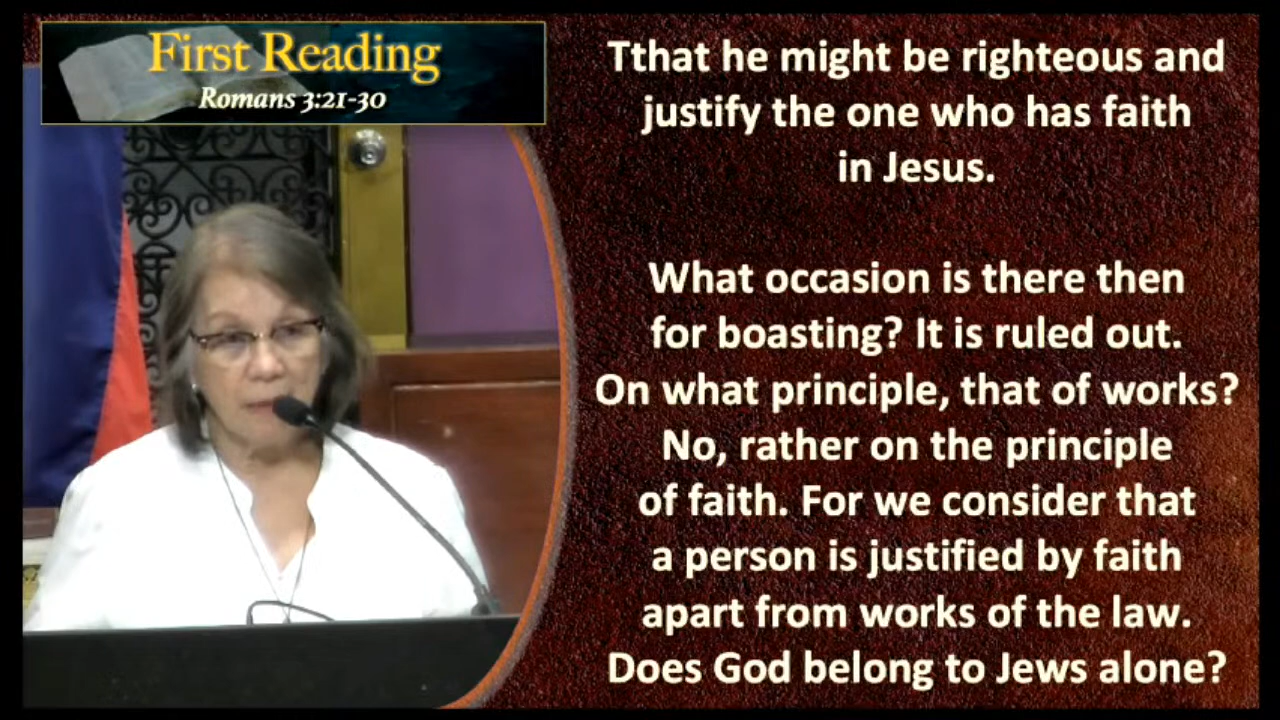 First Reading
Romans 3:21-30
Tthat he might be righteous and
justify the one who has faith
in Jesus.
What occasion is there then
for boasting? It is ruled out.
On what principle, that of works?
No, rather on the principle
of faith. For we consider that
a person is justified by faith
apart from works of the law.
Does God belong to Jews alone?